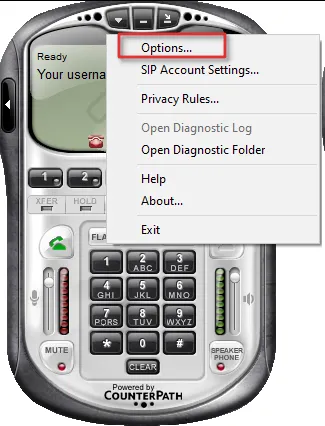 Ready
Your userna
Options...
SIP Account Settings...
Privacy Rules...
Open Diagnostic Log
Open Diagnostic Folder
Help
About...
Exit
1 2
XFER HOLD
FLA
1 2 ABC 3 DEF
4 GHI 5 JKL 6 MNO
7 PQRS 8 TUV 9 WXYZ
* 0 #
MUTE
SPEAKER PHONE
CLEAR
Powered by
COUNTERPATH